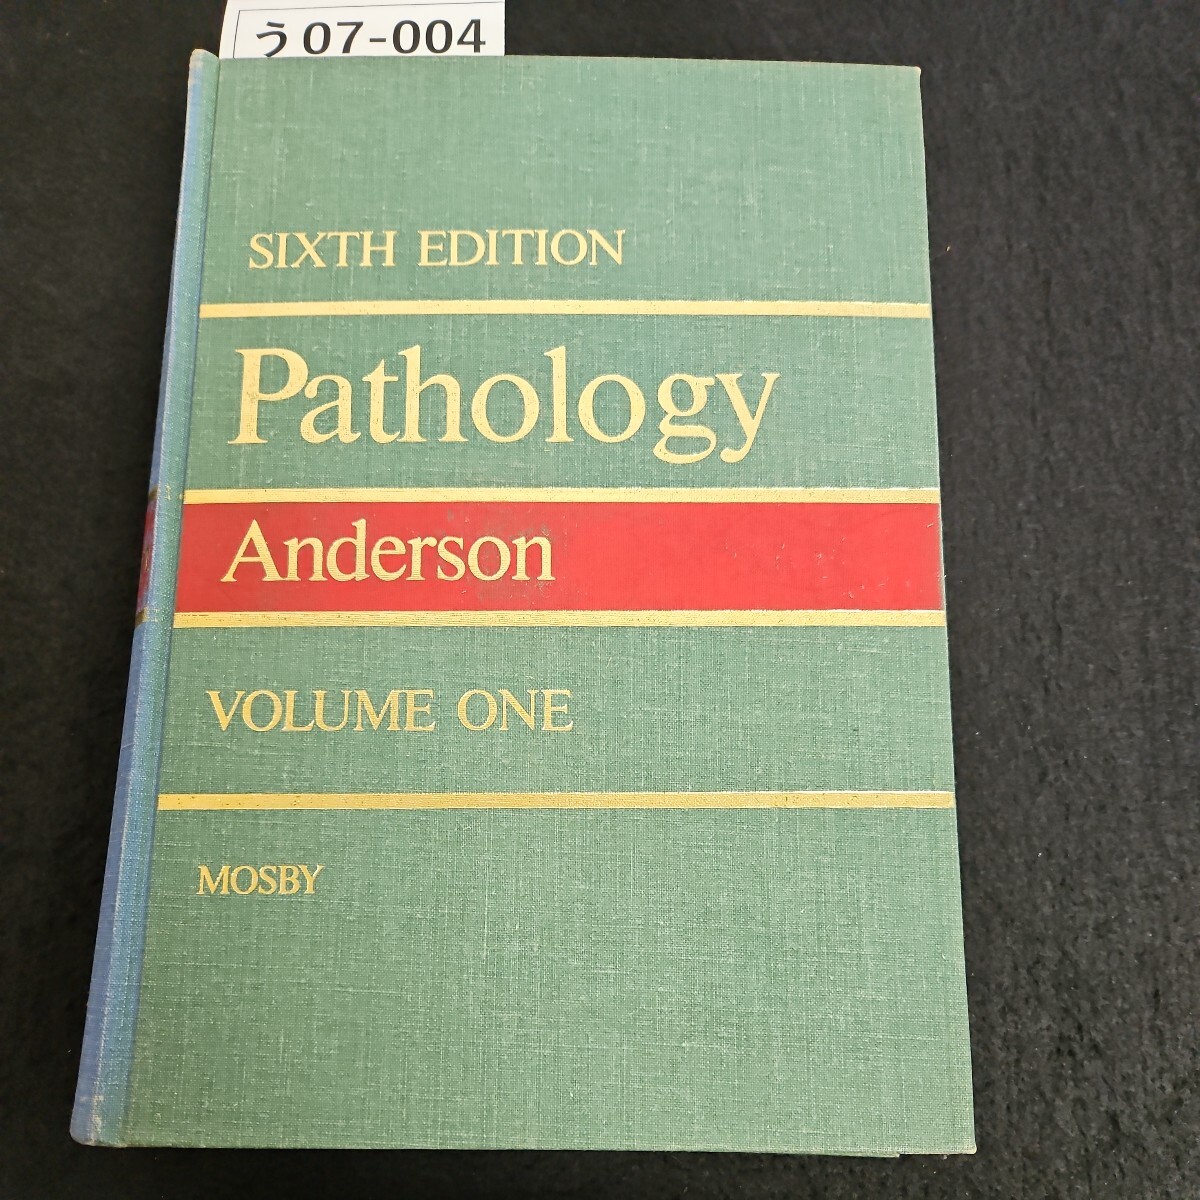 う07-004
SIXTH EDITION
Pathology
Anderson
VOLUME ONE
MOSBY